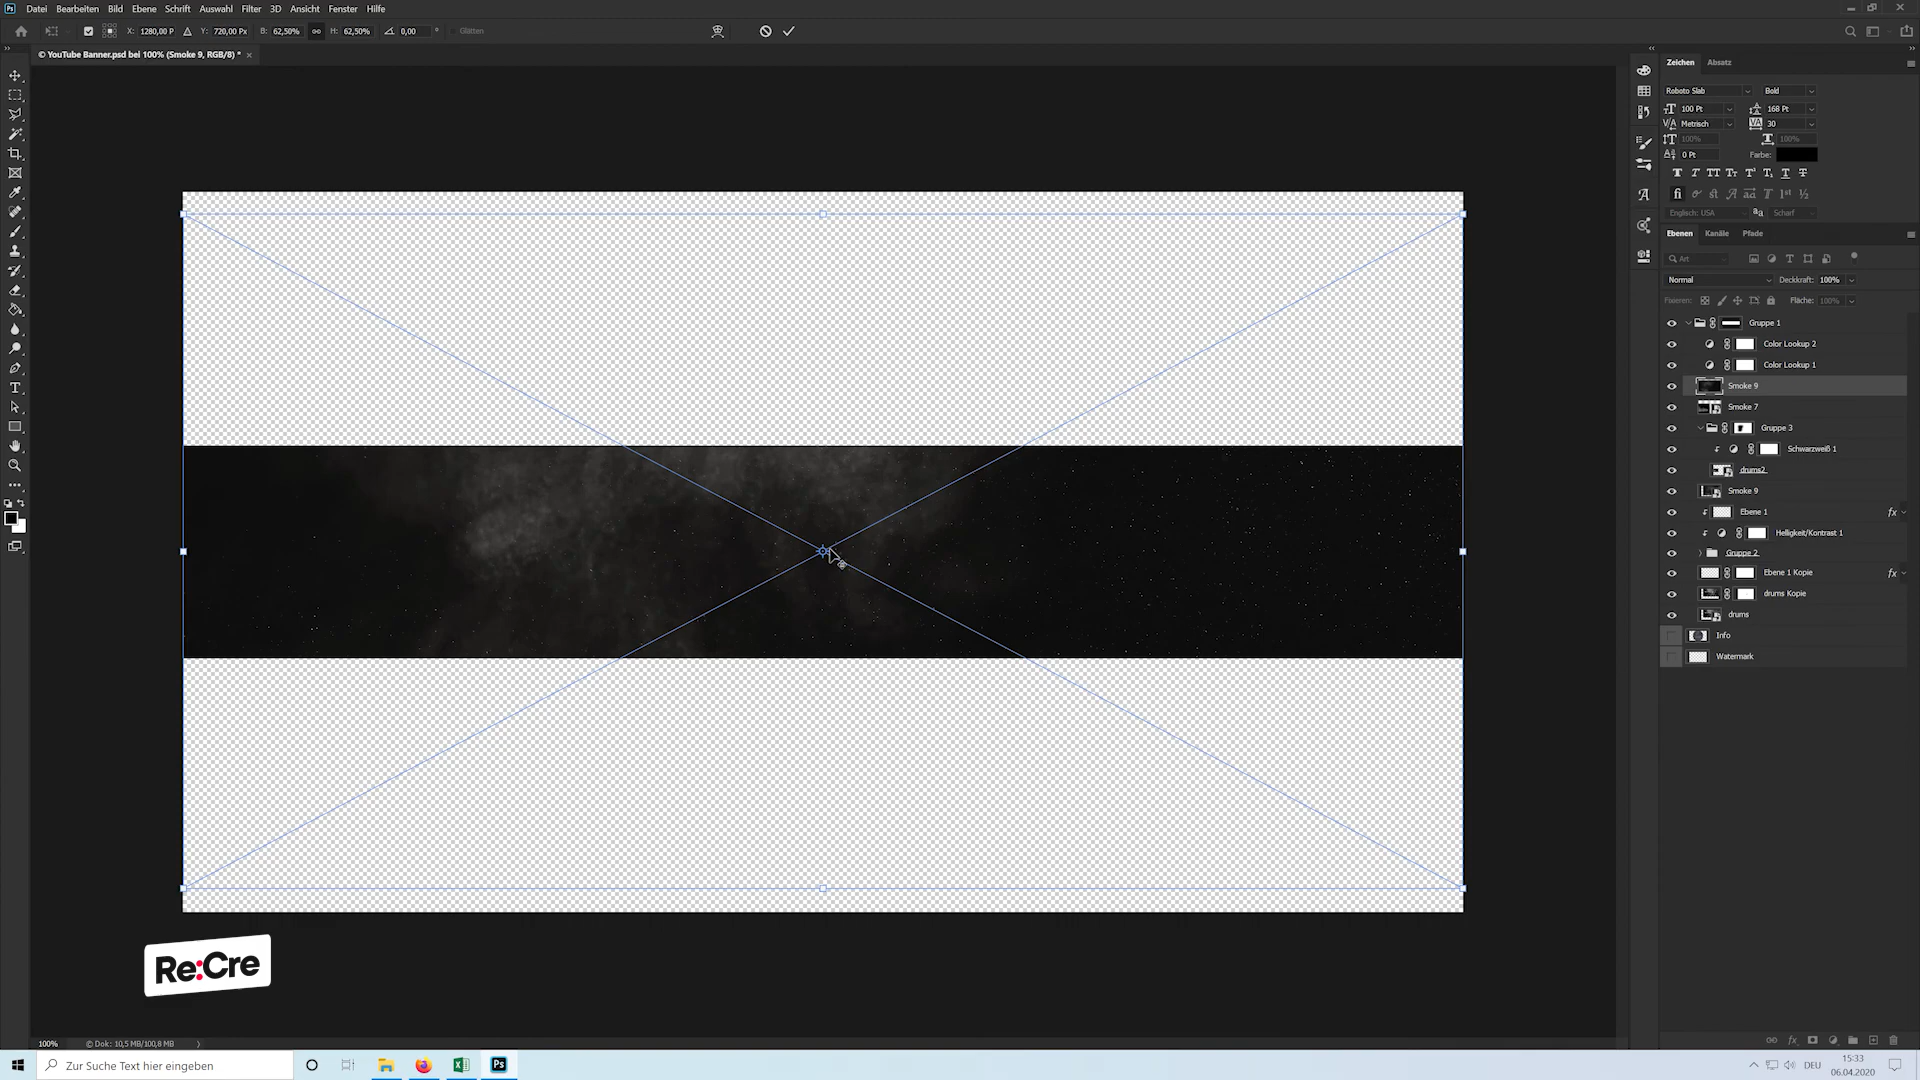 Datei Bearbeiten Bild Ebene Schrift Auswahl Filter 3D Ansicht Fenster Hilfe
X: 1280,00 P Y: 720,00 Px B: 62,50% H: 62,50% 0,00 ° Glätten
© YouTube Banner.psd bei 100% (Smoke 9, RGB/8) *
Zeichen Absatz
Roboto Slab Bold
100 Pt 168 Pt
Metrisch 30
100% 100%
0 Pt Farbe:
Englisch: USA Scharf
Ebenen Kanäle Pfade
Art
Normal Deckkraft: 100%
Fixieren: Fläche: 100%
Gruppe 1
Color Lookup 2
Color Lookup 1
Smoke 9
Smoke 7
Gruppe 3
Schwarzweiß 1
drums2
Smoke 9
Ebene 1 fx
Helligkeit/Kontrast 1
Gruppe 2
Ebene 1 Kopie fx
drums Kopie
drums
Info
Watermark
Re:Cre
100% © Dok: 10,5 MB/100,8 MB
Zur Suche Text hier eingeben
Ps
DEU
15:33
06.04.2020